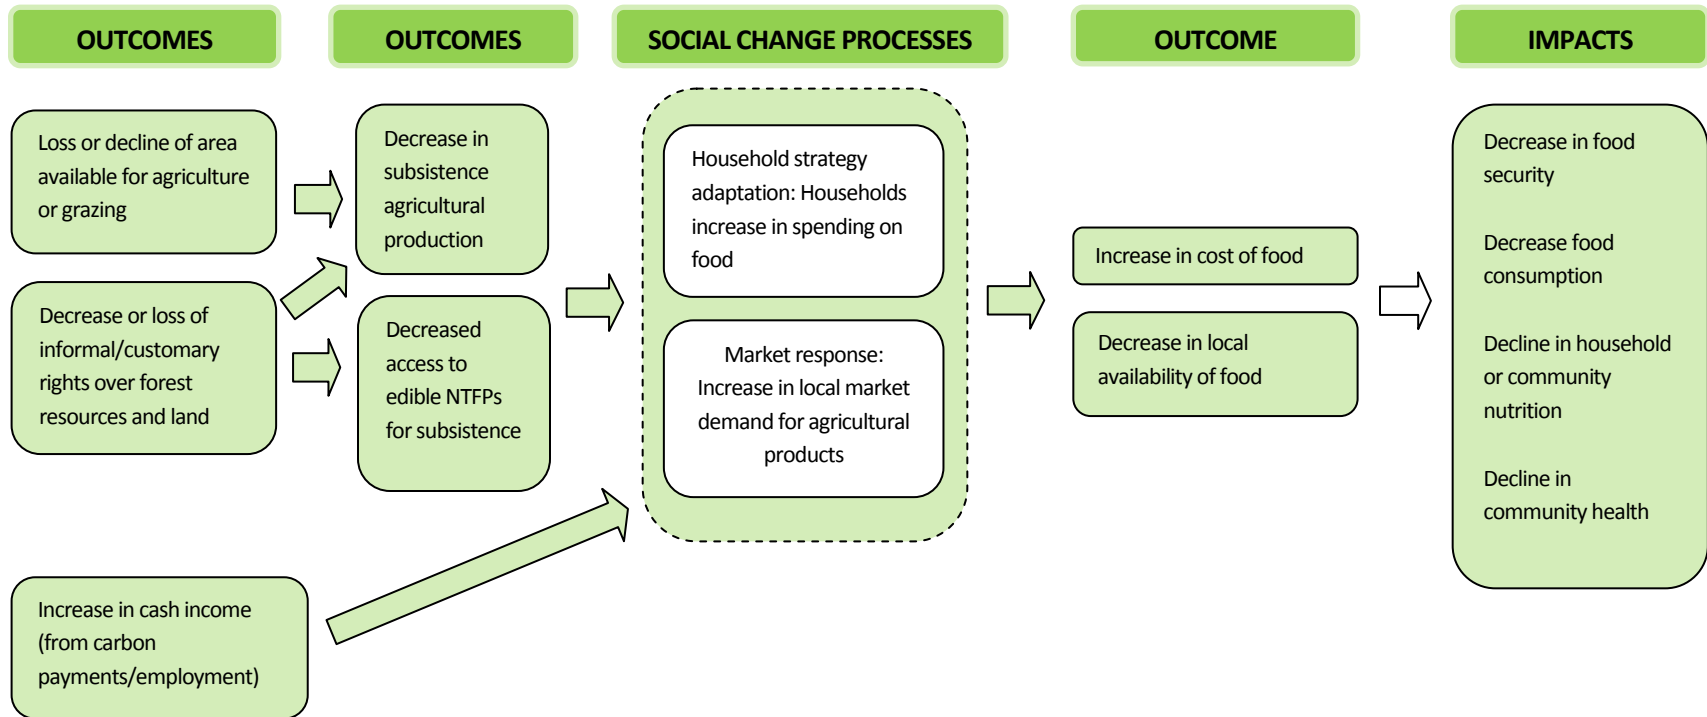 OUTCOMES
OUTCOMES
SOCIAL CHANGE PROCESSES
OUTCOME
IMPACTS
Loss or decline of area
available for agriculture
or grazing
Decrease or loss of
informal/customary
rights over forest
resources and land
Increase in cash income
(from carbon
payments/employment)
Decrease in
subsistence
agricultural
production
Decreased
access to
edible NTFPs
for subsistence
Household strategy
adaptation: Households
increase in spending on
food
Market response:
Increase in local market
demand for agricultural
products
Increase in cost of food
Decrease in local
availability of food
Decrease in food
security
Decrease food
consumption
Decline in household
or community
nutrition
Decline in
community health